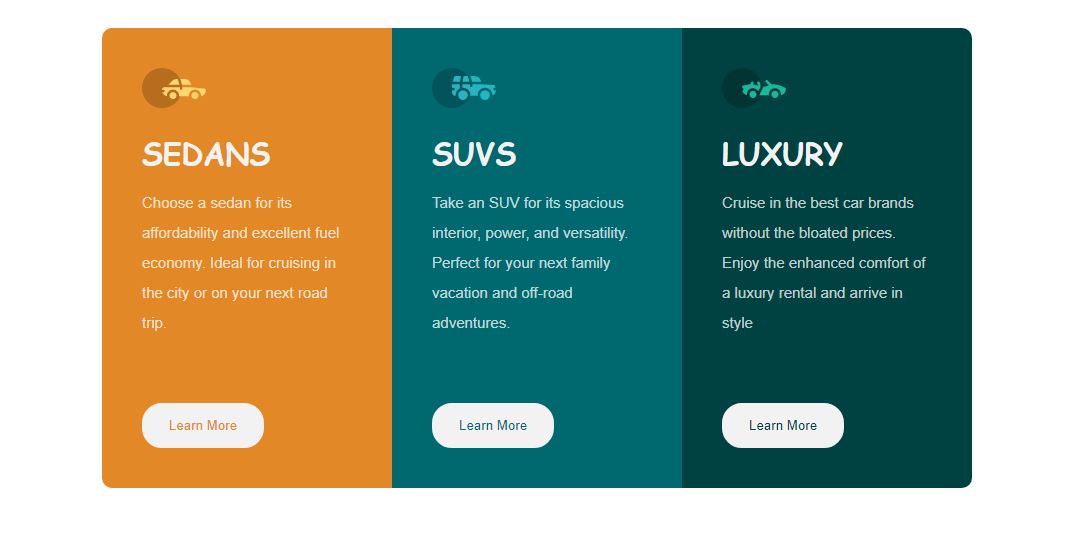 SEDANS
Choose a sedan for its
affordability and excellent fuel
economy. Ideal for cruising in
the city or on your next road
trip.
Learn More
SUVS
Take an SUV for its spacious
interior, power, and versatility.
Perfect for your next family
vacation and off-road
adventures.
Learn More
LUXURY
Cruise in the best car brands
without the bloated prices.
Enjoy the enhanced comfort of
a luxury rental and arrive in
style
Learn More